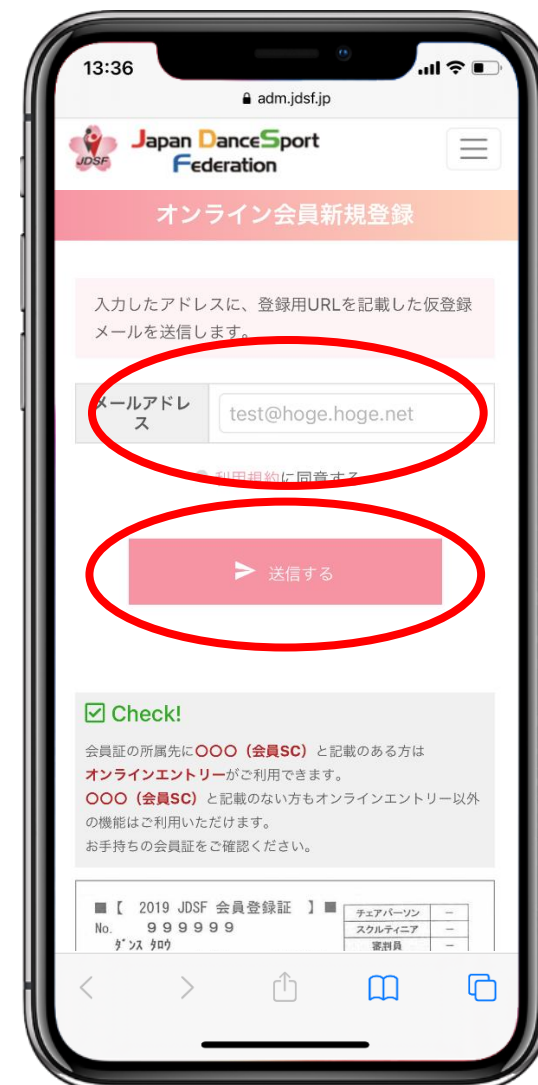 13:36
adm.jdsf.jp
JDSF
Japan DanceSport
Federation
オンライン会員新規登録
入力したアドレスに、登録用URLを記載した仮登録
メールを送信します。
メールアドレ
ス
test@hoge.hoge.net
利用規約に同意する
送信する
Check!
会員証の所属先に〇〇〇（会員SC）と記載のある方は
オンラインエントリーがご利用できます。
〇〇〇（会員SC）と記載のない方もオンラインエントリー以外
の機能はご利用いただけます。
お手持ちの会員証をご確認ください。
■【 2019 JDSF 会員登録証 】■
チェアパーソン －
No. ９９９９９９
スクルティニア －
ﾀﾞﾝｽ ﾀﾛｳ
審判員 －